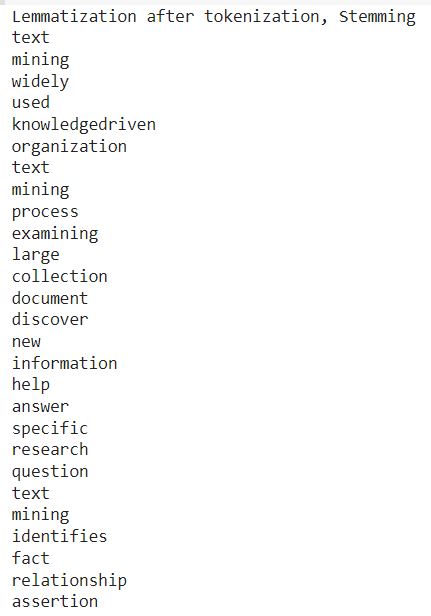 Lemmatization after tokenization, Stemming
text
mining
widely
used
knowledgedriven
organization
text
mining
process
examining
large
collection
document
discover
new
information
help
answer
specific
research
question
text
mining
identifies
fact
relationship
assertion